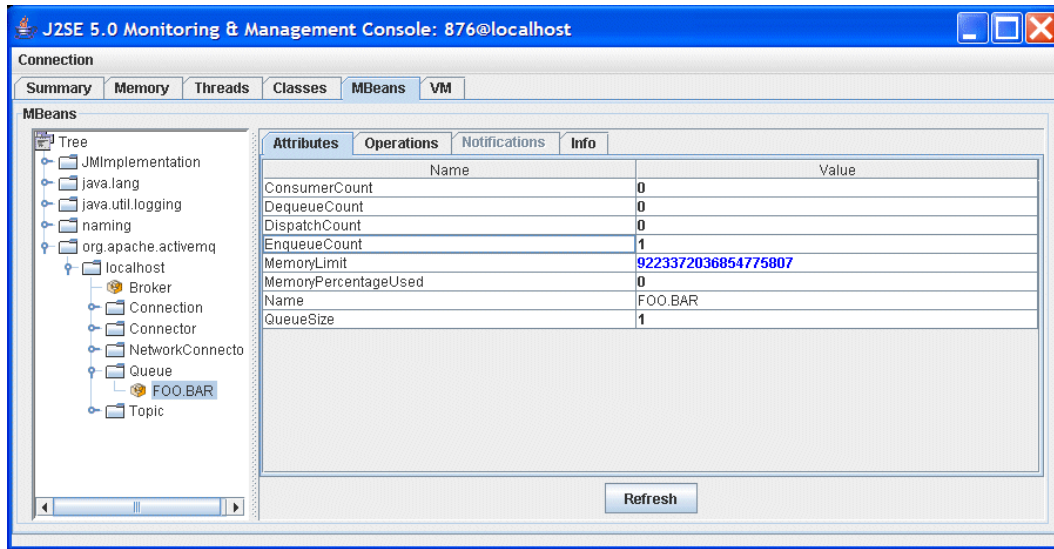 J2SE 5.0 Monitoring & Management Console: 876@localhost
Connection
Summary Memory Threads Classes MBeans VM
MBeans
Tree
JMImplementation
java.lang
java.util.logging
naming
org.apache.activemq
localhost
Broker
Connection
Connector
NetworkConnecto
Queue
FOO.BAR
Topic
Attributes Operations Notifications Info
Name Value
ConsumerCount 0
DequeueCount 0
DispatchCount 0
EnqueueCount 1
MemoryLimit 9223372036854775807
MemoryPercentageUsed 0
Name FOO.BAR
QueueSize 1
Refresh